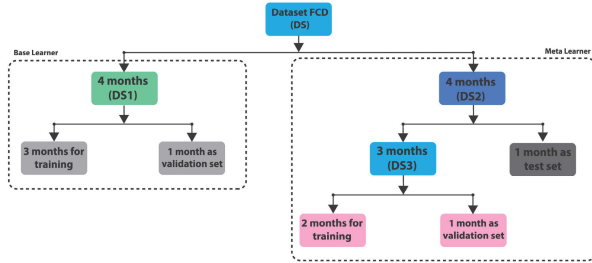 Dataset FCD
(DS)
Base Learner
Meta Learner
4 months
(DS1)
4 months
(DS2)
3 months for
training
1 month as
validation set
3 months
(DS3)
1 month as
test set
2 months for
training
1 month as
validation set